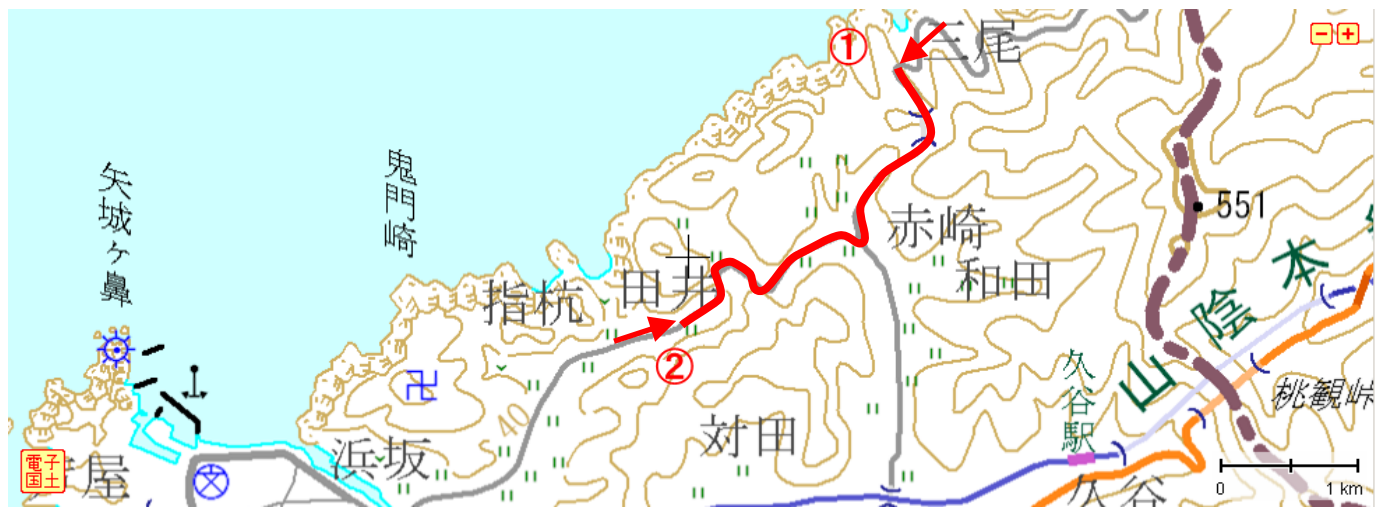 ①
三尾
− +
矢城ヶ鼻
鬼門崎
551
赤崎
和田
田井
指杭
②
山陰本
久谷駅
桃観峠
対田
40
浜坂
屋
電子
国土
久谷
0 1 km